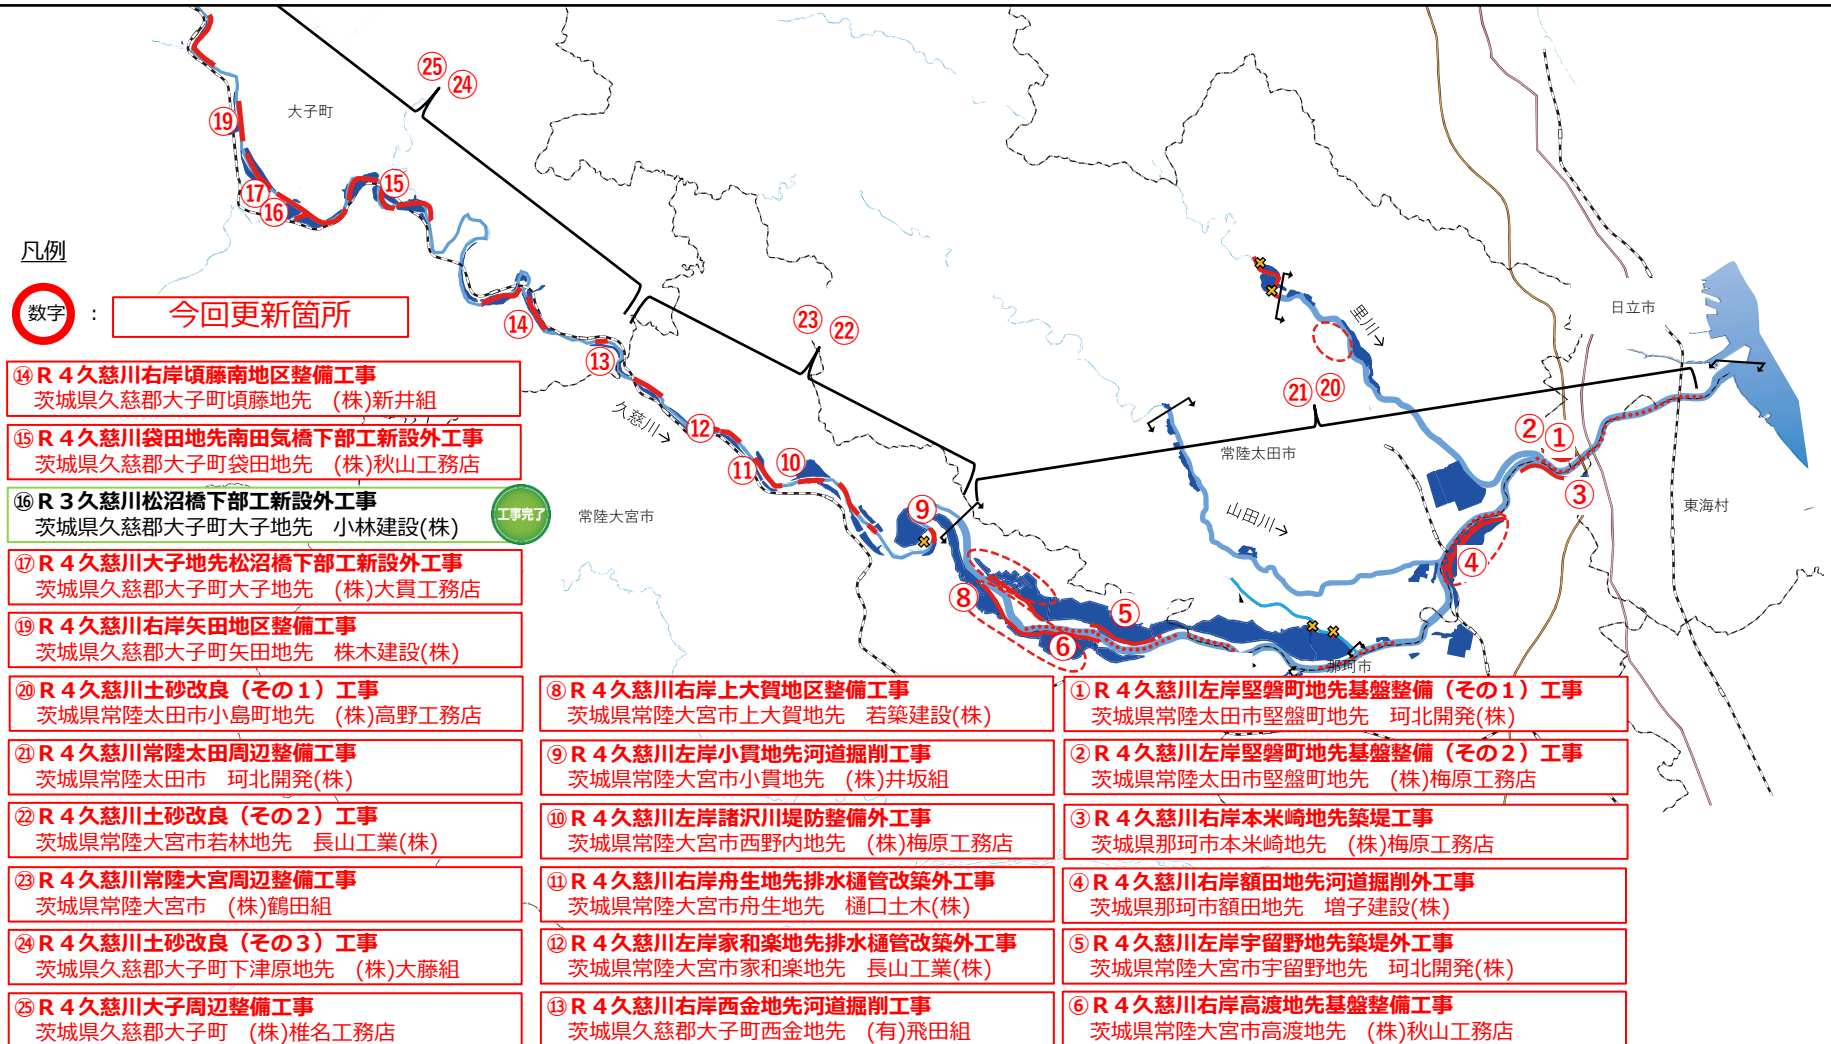 ㉕
㉔
大子町
⑲
⑰
⑯
⑮
凡例
数字
：
今回更新箇所
⑭
⑬
㉓
㉒
久慈川→
⑫
⑪
⑩
⑨
常陸大宮市
里川→
㉑
⑳
日立市
常陸太田市
②
①
③
東海村
山田川→
④
⑧
⑤
⑥
那珂市
⑭R４久慈川右岸頃藤南地区整備工事
茨城県久慈郡大子町頃藤地先　(株)新井組
⑮R４久慈川袋田地先南田気橋下部工新設外工事
茨城県久慈郡大子町袋田地先　(株)秋山工務店
⑯R３久慈川松沼橋下部工新設外工事
茨城県久慈郡大子町大子地先　小林建設(株)
工事完了
⑰R４久慈川大子地先松沼橋下部工新設外工事
茨城県久慈郡大子町大子地先　(株)大貫工務店
⑲R４久慈川右岸矢田地区整備工事
茨城県久慈郡大子町矢田地先　株木建設(株)
⑳R４久慈川土砂改良（その１）工事
茨城県常陸太田市小島町地先　(株)高野工務店
㉑R４久慈川常陸太田周辺整備工事
茨城県常陸太田市　珂北開発(株)
㉒R４久慈川土砂改良（その２）工事
茨城県常陸大宮市若林地先　長山工業(株)
㉓R４久慈川常陸大宮周辺整備工事
茨城県常陸大宮市　(株)鶴田組
㉔R４久慈川土砂改良（その３）工事
茨城県久慈郡大子町下津原地先　(株)大藤組
㉕R４久慈川大子周辺整備工事
茨城県久慈郡大子町　(株)椎名工務店
⑧R４久慈川右岸上大賀地区整備工事
茨城県常陸大宮市上大賀地先　若築建設(株)
⑨R４久慈川左岸小貫地先河道掘削工事
茨城県常陸大宮市小貫地先　(株)井坂組
⑩R４久慈川左岸諸沢川堤防整備外工事
茨城県常陸大宮市西野内地先　(株)梅原工務店
⑪R４久慈川右岸舟生地先排水樋管改築外工事
茨城県常陸大宮市舟生地先　樋口土木(株)
⑫R４久慈川左岸家和楽地先排水樋管改築外工事
茨城県常陸大宮市家和楽地先　長山工業(株)
⑬R４久慈川右岸西金地先河道掘削工事
茨城県久慈郡大子町西金地先　(有)飛田組
①R４久慈川左岸堅磐町地先基盤整備（その１）工事
茨城県常陸太田市堅盤町地先　珂北開発(株)
②R４久慈川左岸堅磐町地先基盤整備（その２）工事
茨城県常陸太田市堅盤町地先　(株)梅原工務店
③R４久慈川右岸本米崎地先築堤工事
茨城県那珂市本米崎地先　(株)梅原工務店
④R４久慈川右岸額田地先河道掘削外工事
茨城県那珂市額田地先　増子建設(株)
⑤R４久慈川左岸宇留野地先築堤外工事
茨城県常陸大宮市宇留野地先　珂北開発(株)
⑥R４久慈川右岸高渡地先基盤整備工事
茨城県常陸大宮市高渡地先　(株)秋山工務店